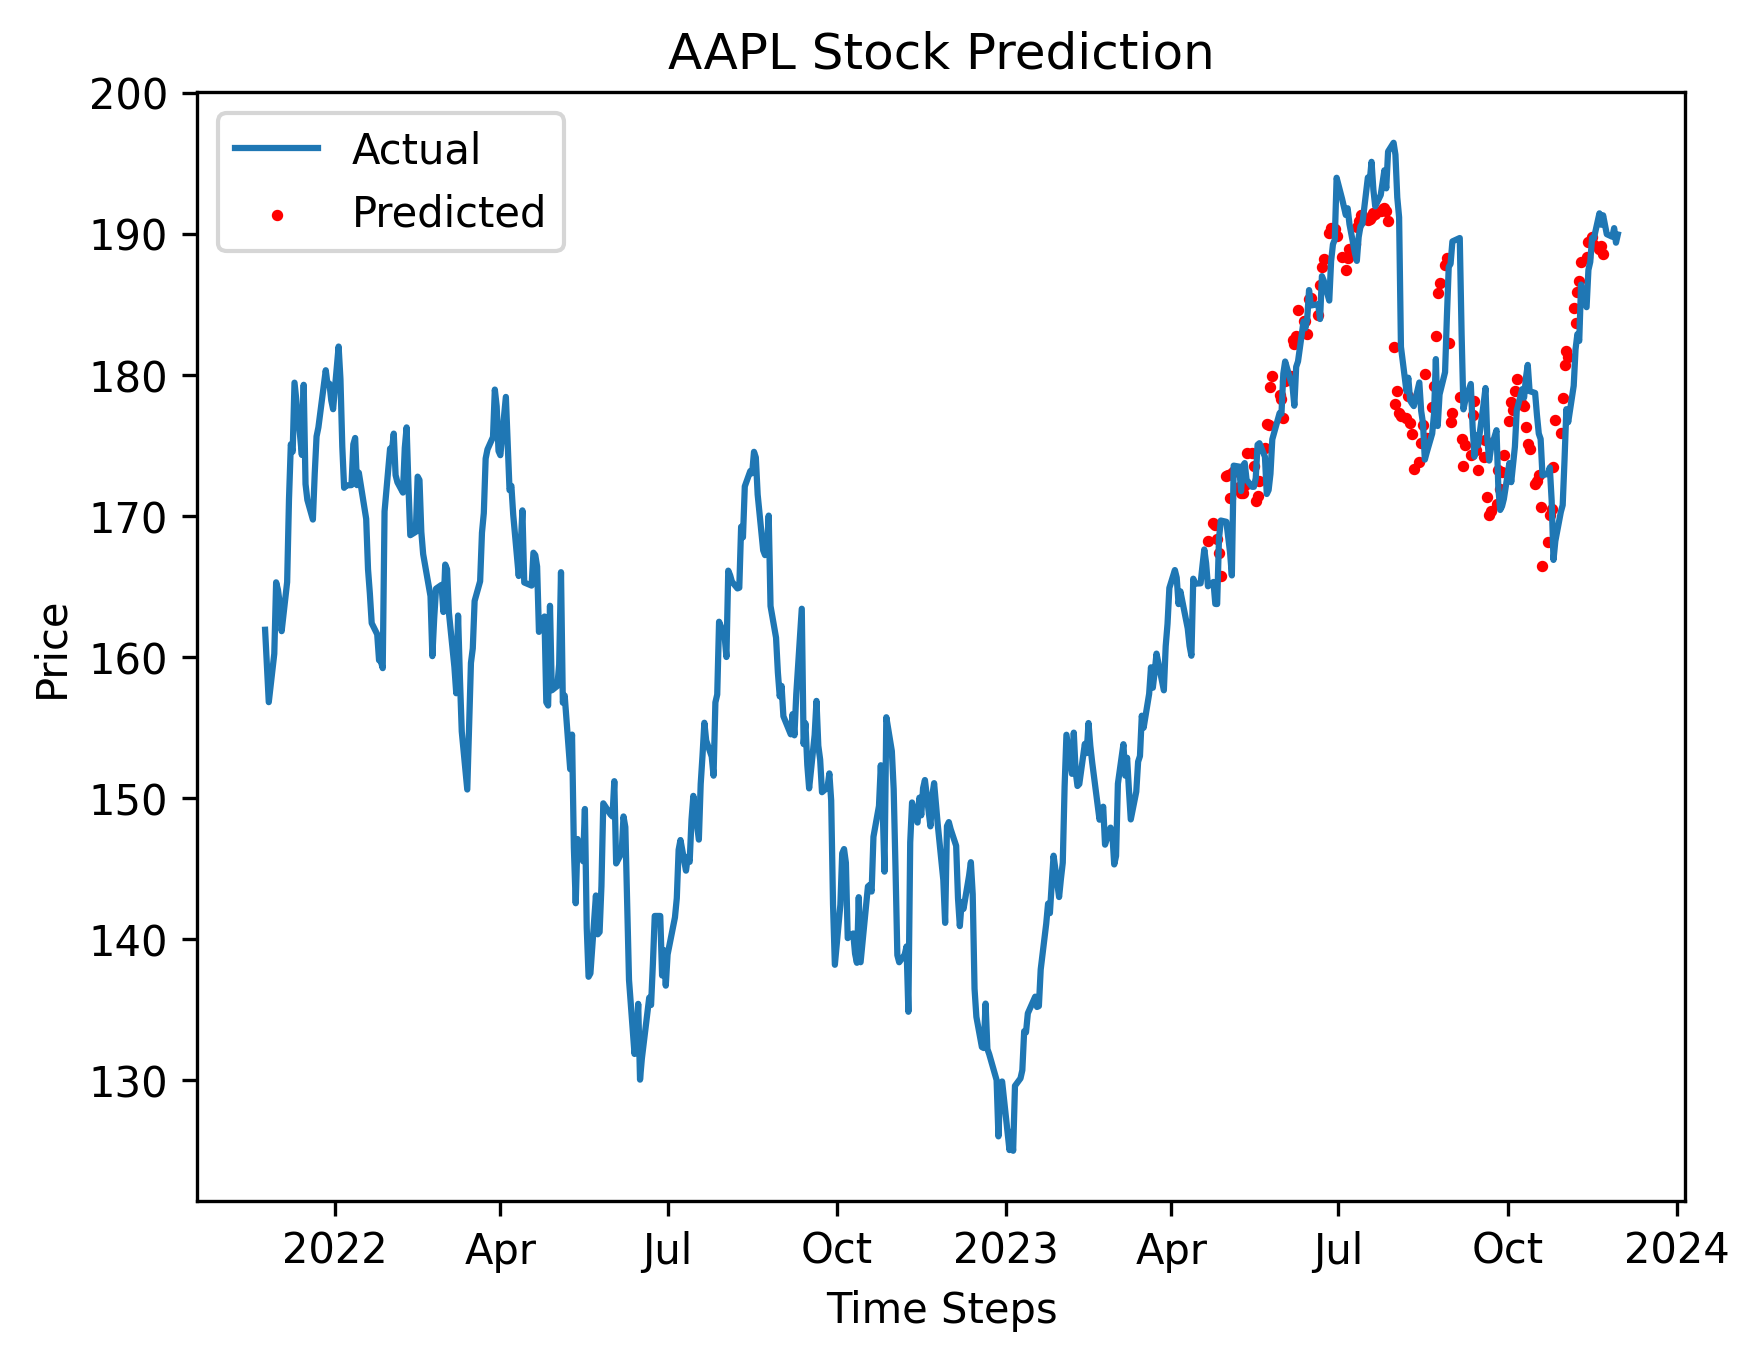 AAPL Stock Prediction
200
190
180
170
160
150
140
130
Price
Actual
Predicted
2022 Apr Jul Oct 2023 Apr Jul Oct 2024
Time Steps